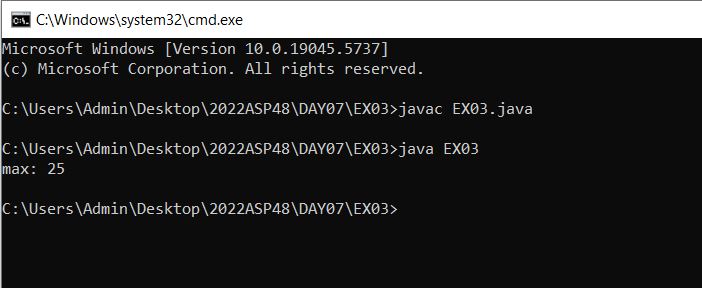 C:\Windows\system32\cmd.exe
Microsoft Windows [Version 10.0.19045.5737]
(c) Microsoft Corporation. All rights reserved.
C:\Users\Admin\Desktop\2022ASP48\DAY07\EX03>javac EX03.java
C:\Users\Admin\Desktop\2022ASP48\DAY07\EX03>java EX03
max: 25
C:\Users\Admin\Desktop\2022ASP48\DAY07\EX03>